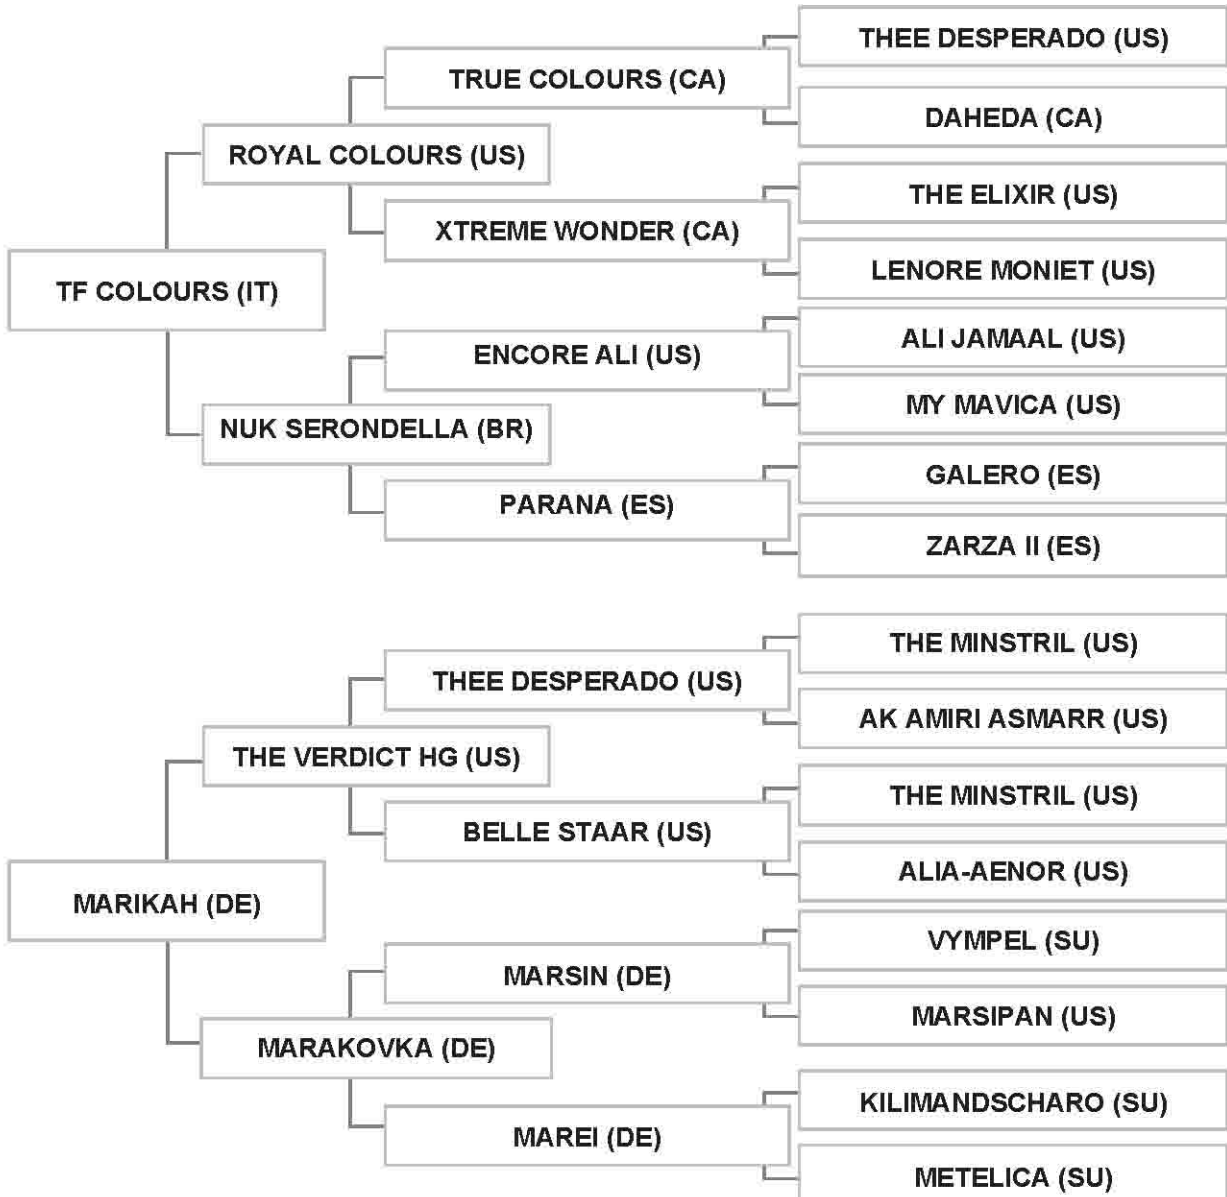 THEE DESPERADO (US)
TRUE COLOURS (CA)
DAHEDA (CA)
ROYAL COLOURS (US)
THE ELIXIR (US)
XTREME WONDER (CA)
LENORE MONIET (US)
TF COLOURS (IT)
ALI JAMAAL (US)
ENCORE ALI (US)
MY MAVICA (US)
NUK SERONDELLA (BR)
GALERO (ES)
PARANA (ES)
ZARZA II (ES)
THE MINSTRIL (US)
THEE DESPERADO (US)
AK AMIRI ASMARR (US)
THE VERDICT HG (US)
THE MINSTRIL (US)
BELLE STAAR (US)
ALIA-AENOR (US)
MARIKAH (DE)
VYMPEL (SU)
MARSIN (DE)
MARSIPAN (US)
MARAKOVKA (DE)
KILIMANDSCHARO (SU)
MAREI (DE)
METELICA (SU)